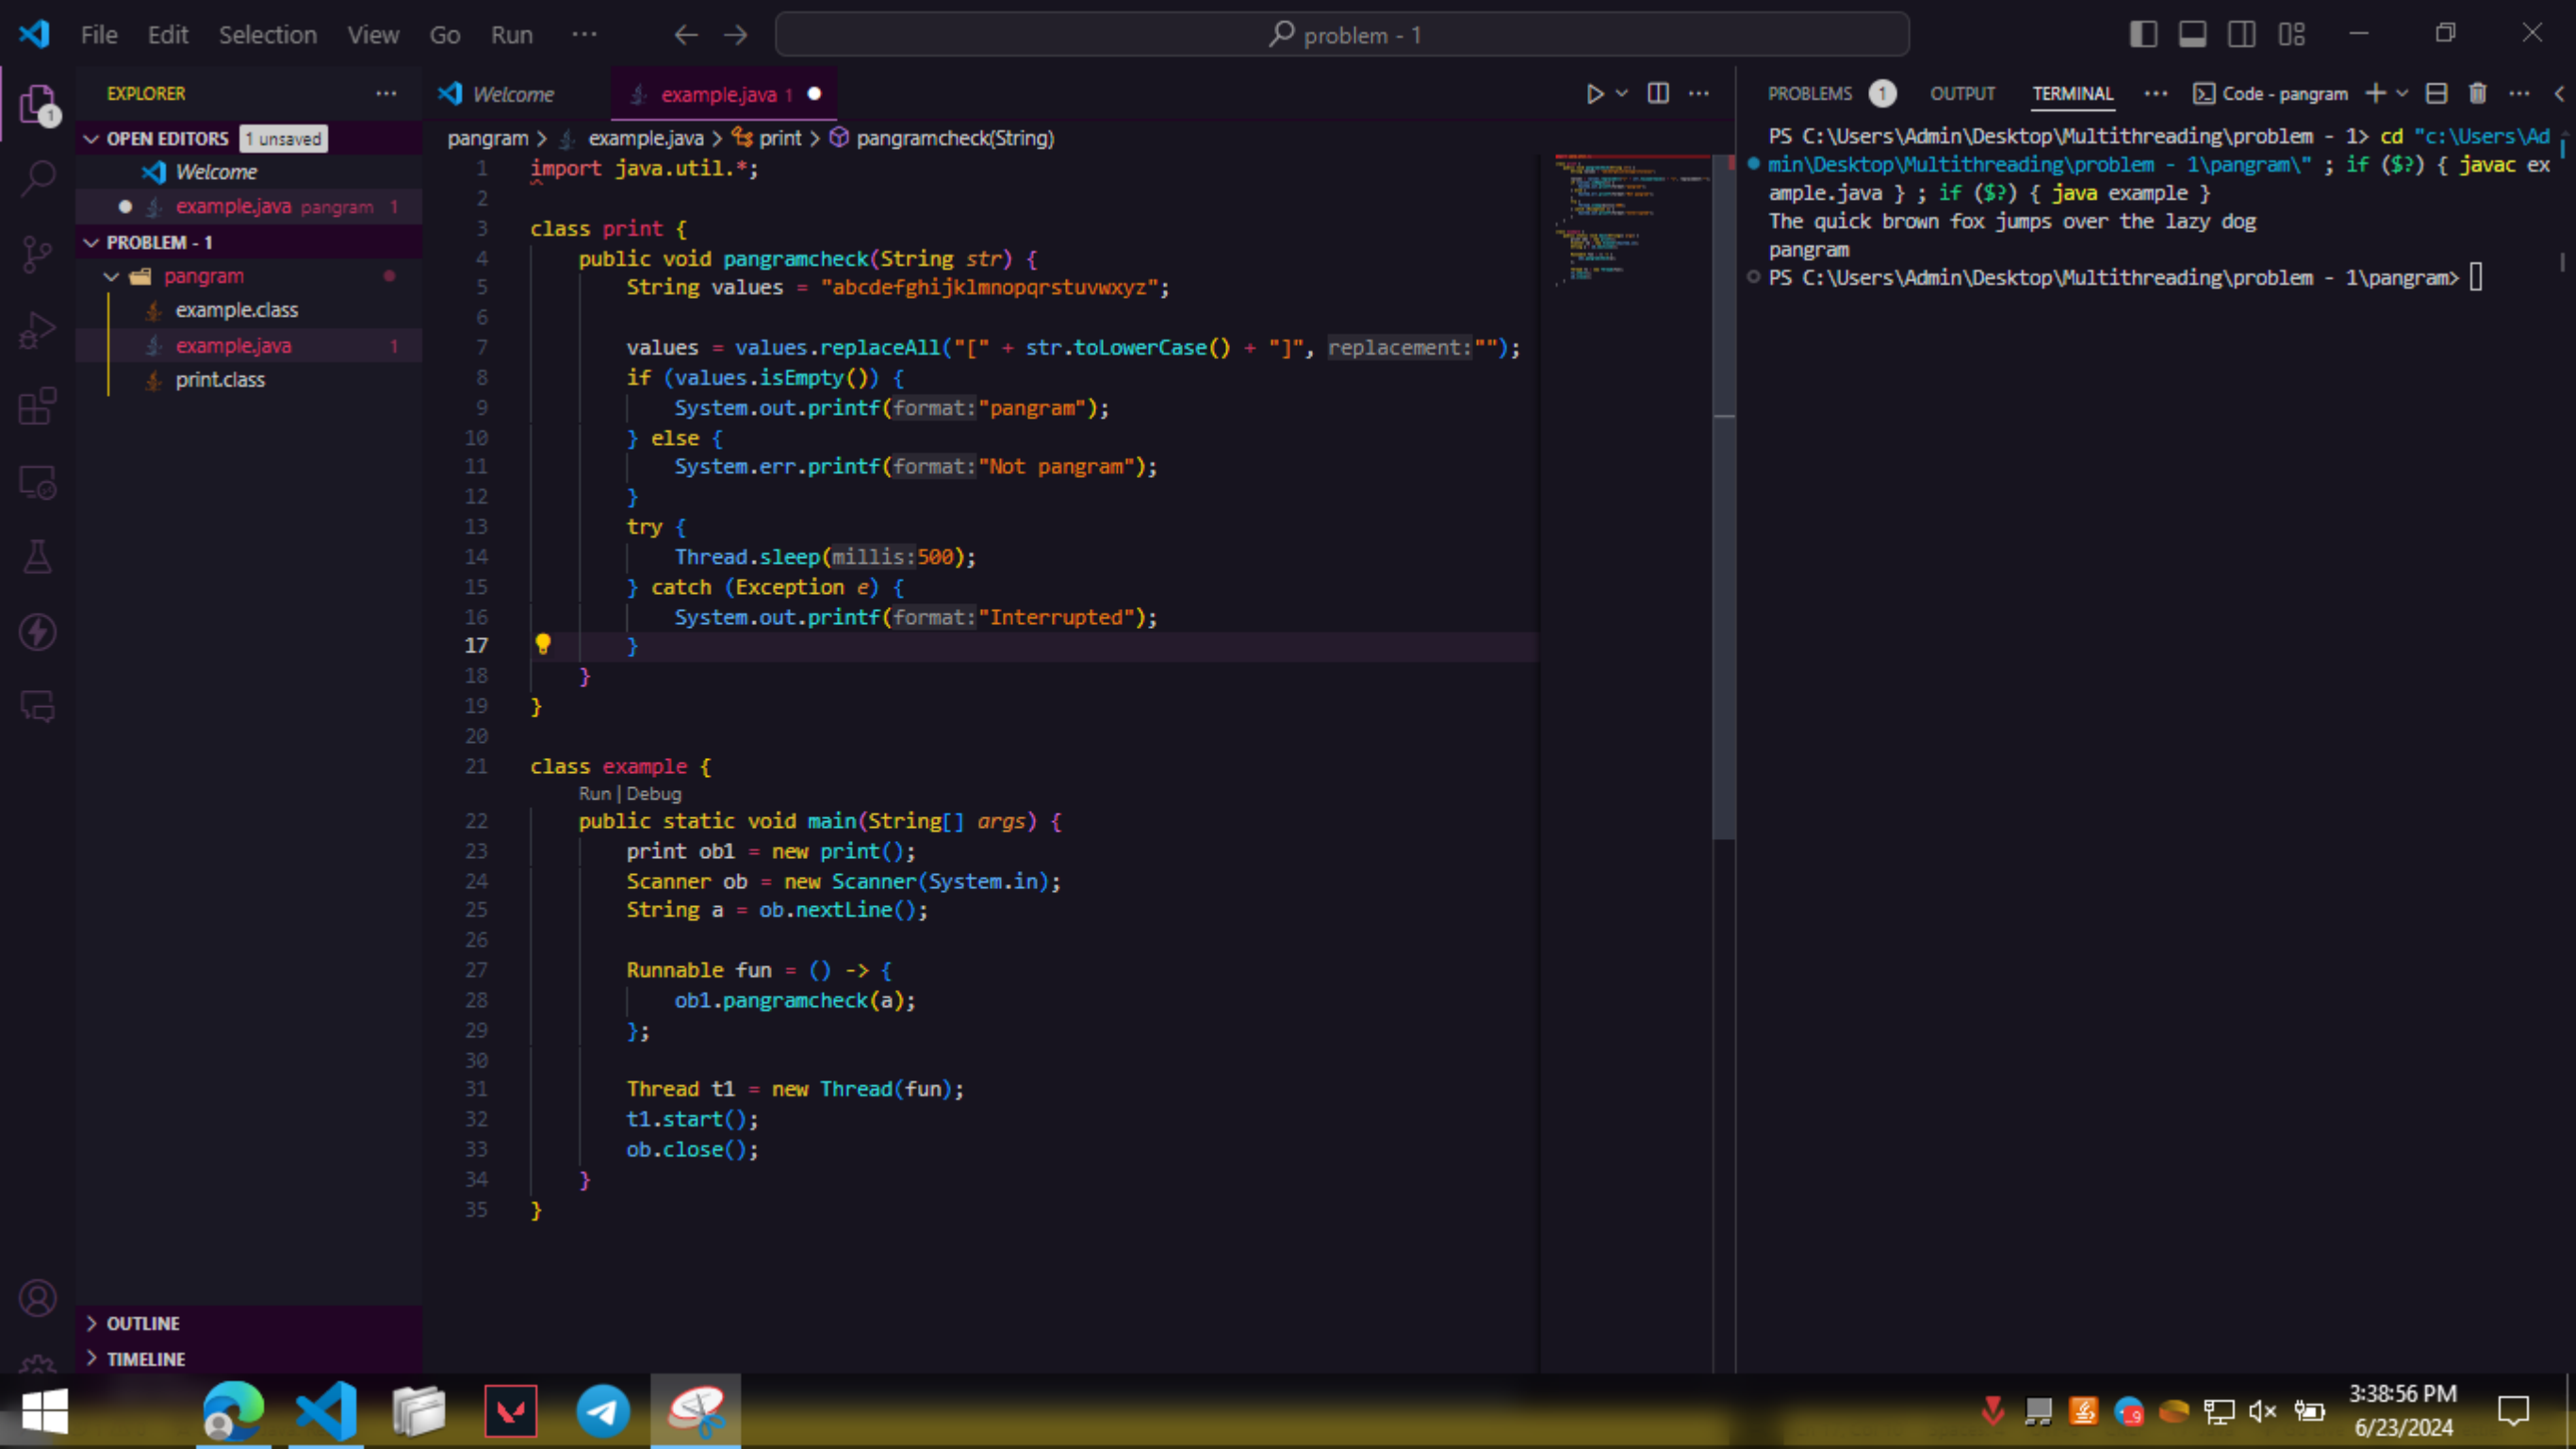 File Edit Selection View Go Run ··· problem - 1
EXPLORER ···
OPEN EDITORS 1 unsaved
Welcome
example.java pangram 1
PROBLEM - 1
pangram
example.class
example.java 1
print.class
OUTLINE
TIMELINE
1
Welcome example.java 1
pangram > example.java > print > pangramcheck(String)
1 import java.util.*;
2
3 class print {
4 public void pangramcheck(String str) {
5 String values = "abcdefghijklmnopqrstuvwxyz";
6
7 values = values.replaceAll("[" + str.toLowerCase() + "]", replacement:"");
8 if (values.isEmpty()) {
9 System.out.printf(format:"pangram");
10 } else {
11 System.err.printf(format:"Not pangram");
12 }
13 try {
14 Thread.sleep(millis:500);
15 } catch (Exception e) {
16 System.out.printf(format:"Interrupted");
17 }
18 }
19 }
20
21 class example {
Run | Debug
22 public static void main(String[] args) {
23 print ob1 = new print();
24 Scanner ob = new Scanner(System.in);
25 String a = ob.nextLine();
26
27 Runnable fun = () -> {
28 ob1.pangramcheck(a);
29 };
30
31 Thread t1 = new Thread(fun);
32 t1.start();
33 ob.close();
34 }
35 }
PROBLEMS 1 OUTPUT TERMINAL ··· Code - pangram
PS C:\Users\Admin\Desktop\Multithreading\problem - 1> cd "c:\Users\Ad
min\Desktop\Multithreading\problem - 1\pangram\" ; if ($?) { javac ex
ample.java } ; if ($?) { java example }
The quick brown fox jumps over the lazy dog
pangram
PS C:\Users\Admin\Desktop\Multithreading\problem - 1\pangram>
3:38:56 PM
6/23/2024